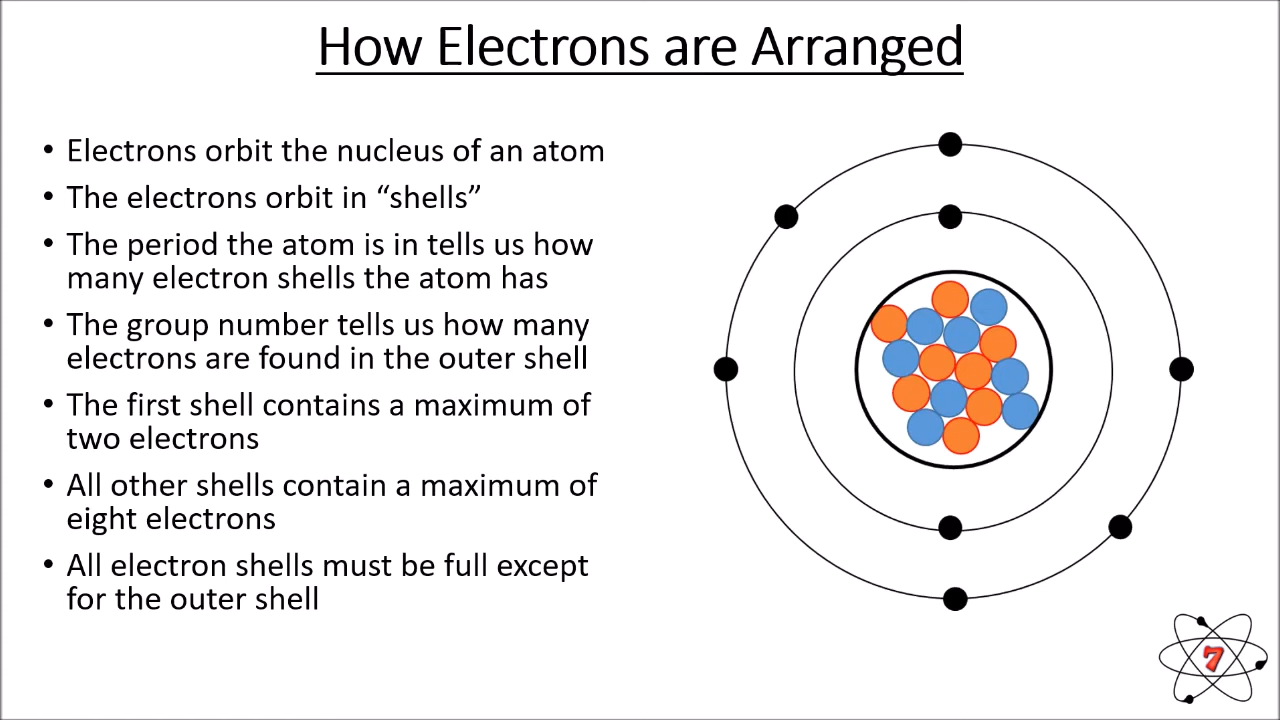 How Electrons are Arranged
• Electrons orbit the nucleus of an atom
• The electrons orbit in “shells”
• The period the atom is in tells us how
many electron shells the atom has
• The group number tells us how many
electrons are found in the outer shell
• The first shell contains a maximum of
two electrons
• All other shells contain a maximum of
eight electrons
• All electron shells must be full except
for the outer shell
7